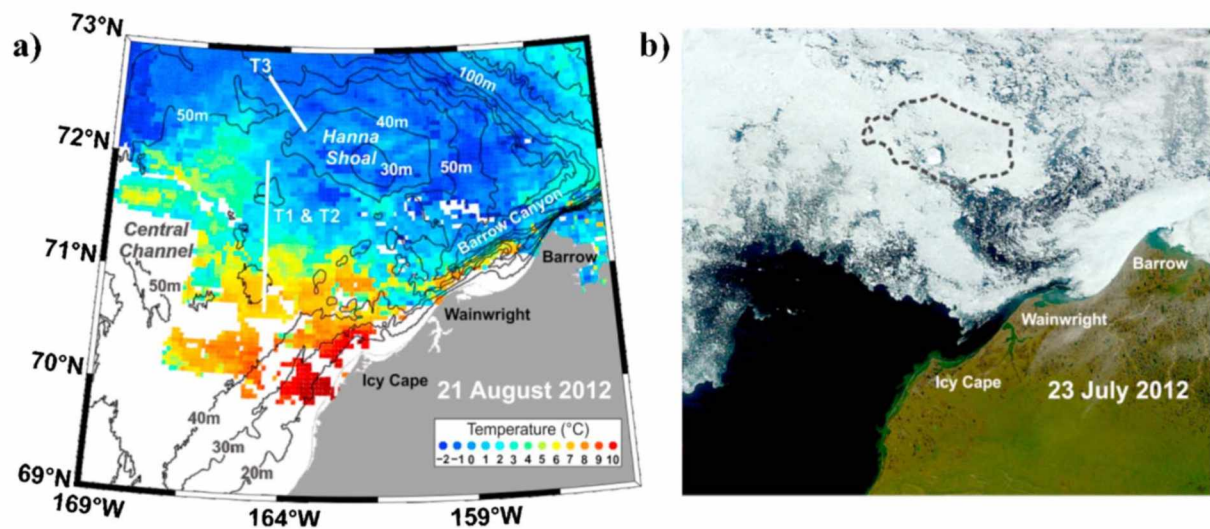 a)
73°N
72°N
71°N
70°N
69°N
169°W
164°W
159°W
T3
100m
50m
40m
Hanna
Shoal
30m
50m
T1 & T2
Central
Channel
50m
Barrow Canyon
Barrow
Wainwright
Icy Cape
21 August 2012
40m
30m
20m
Temperature (°C)
-2 -1 0 1 2 3 4 5 6 7 8 9 10
b)
Barrow
Wainwright
Icy Cape
23 July 2012